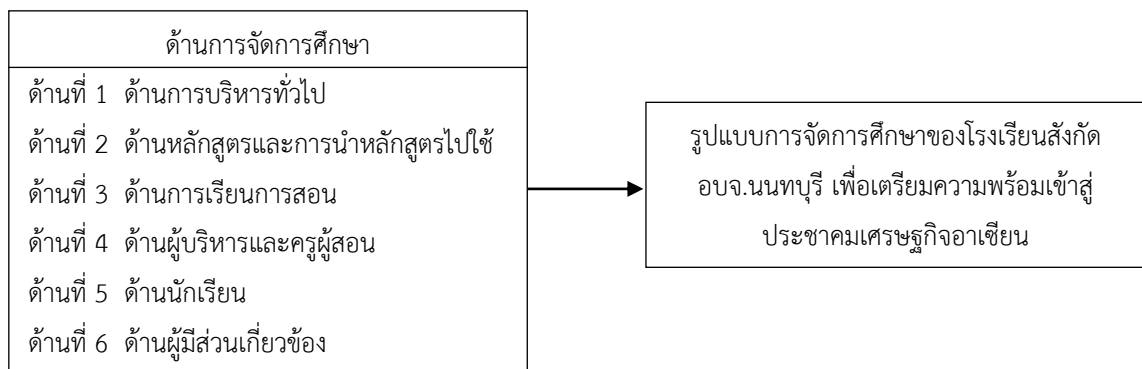 ด้านการจัดการศึกษา
ด้านที่ 1 ด้านการบริหารทั่วไป
ด้านที่ 2 ด้านหลักสูตรและการนำหลักสูตรไปใช้
ด้านที่ 3 ด้านการเรียนการสอน
ด้านที่ 4 ด้านผู้บริหารและครูผู้สอน
ด้านที่ 5 ด้านนักเรียน
ด้านที่ 6 ด้านผู้มีส่วนเกี่ยวข้อง
รูปแบบการจัดการศึกษาของโรงเรียนสังกัด
อบจ.นนทบุรี เพื่อเตรียมความพร้อมเข้าสู่
ประชาคมเศรษฐกิจอาเซียน